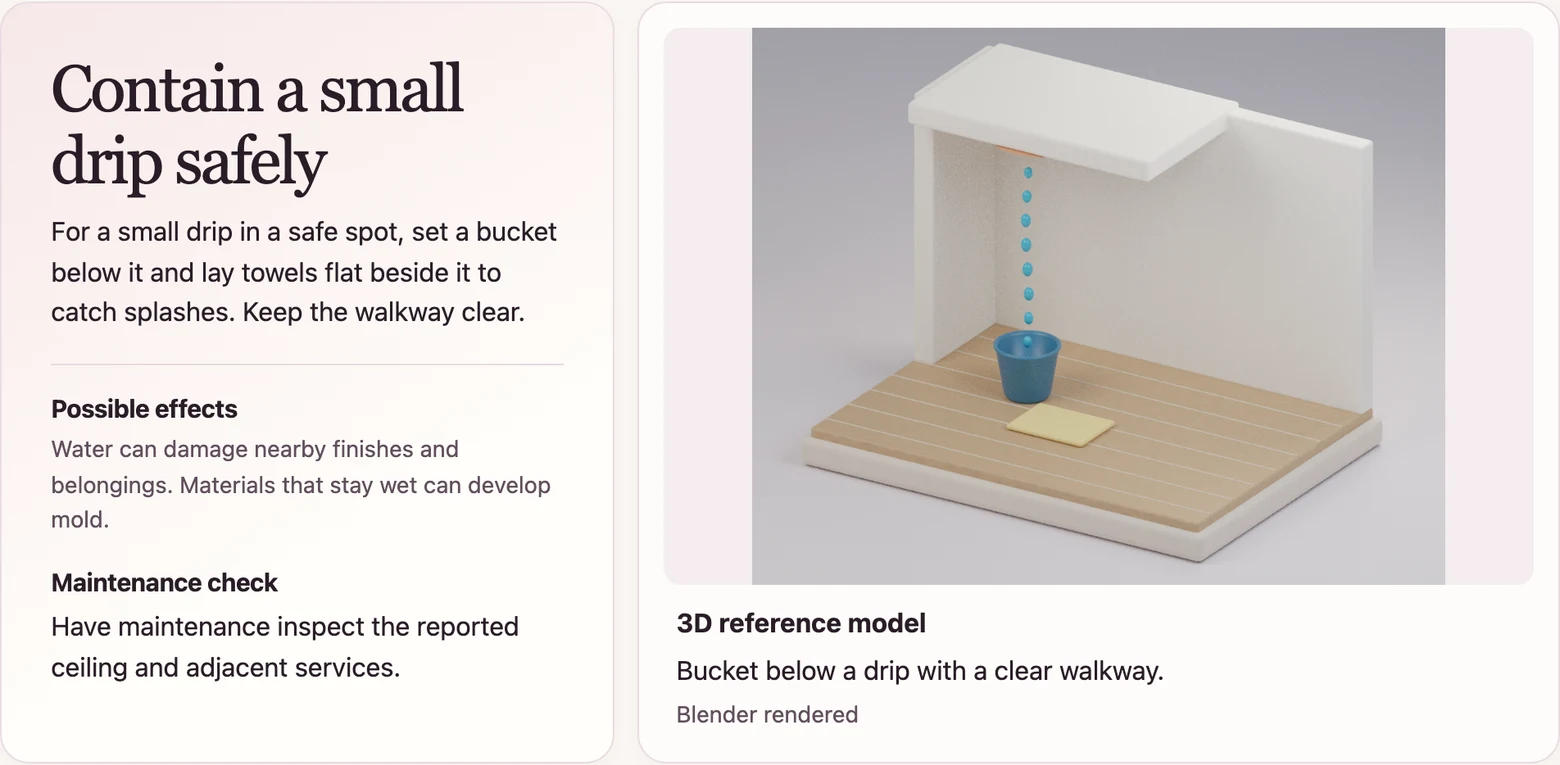 Contain a small
drip safely
For a small drip in a safe spot, set a bucket
below it and lay towels flat beside it to
catch splashes. Keep the walkway clear.
Possible effects
Water can damage nearby finishes and
belongings. Materials that stay wet can develop
mold.
Maintenance check
Have maintenance inspect the reported
ceiling and adjacent services.
3D reference model
Bucket below a drip with a clear walkway.
Blender rendered